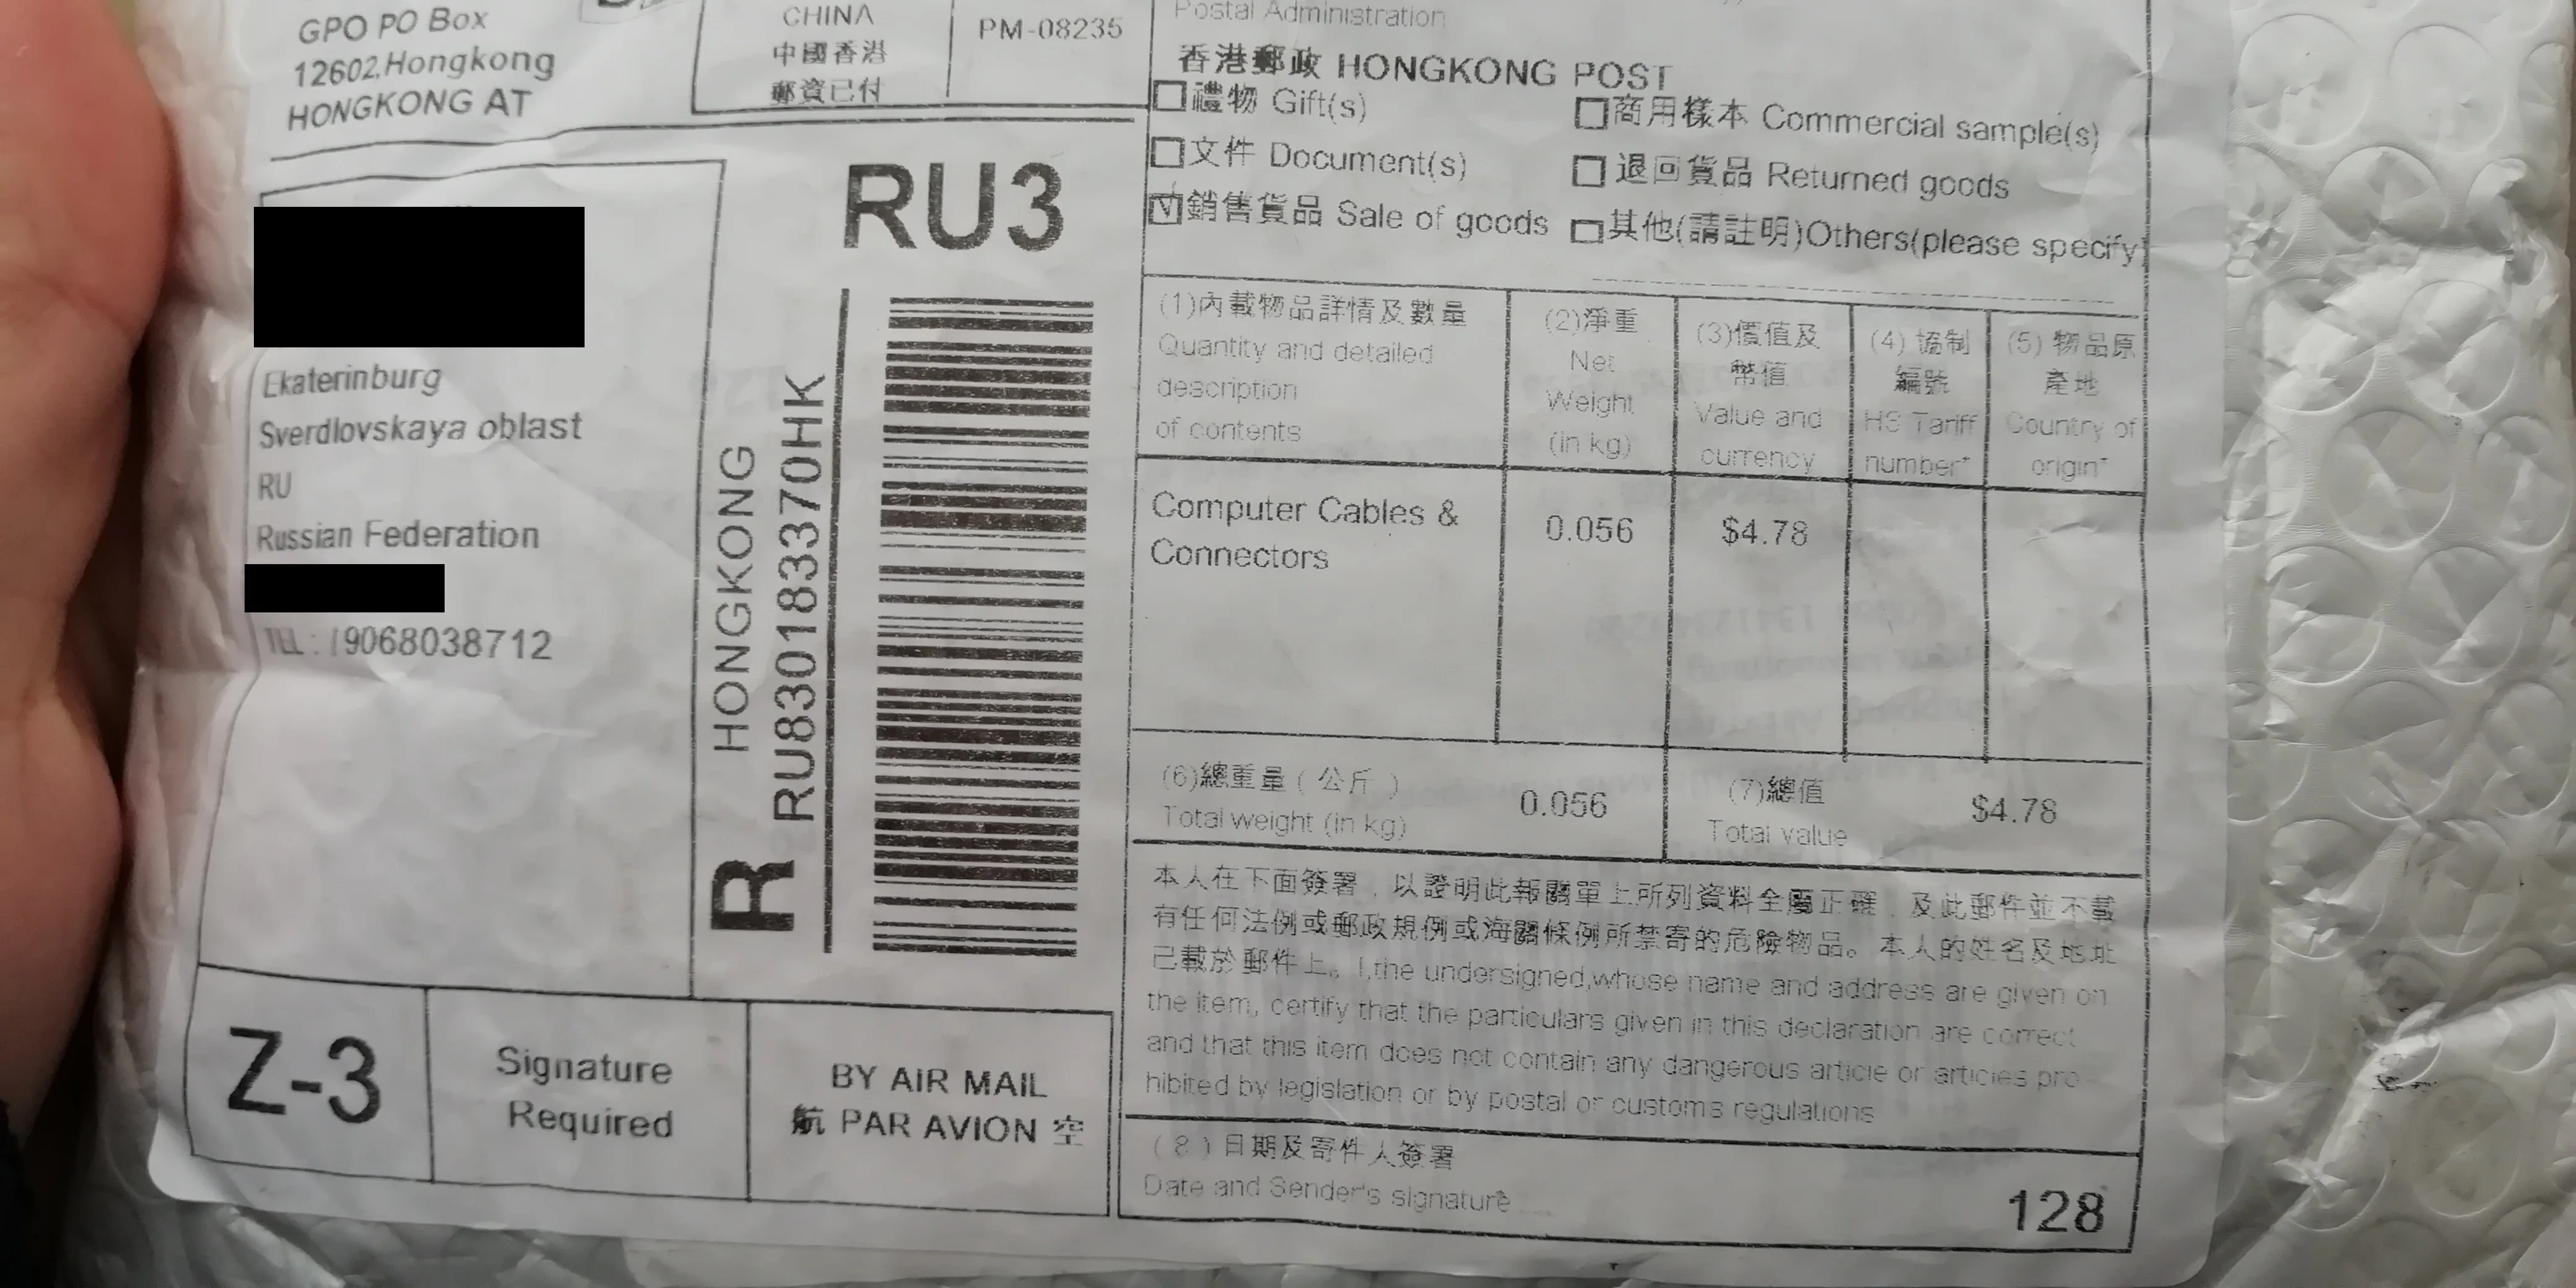 GPO PO Box
12602,Hongkong
HONGKONG AT
CHINA
中國香港
郵資已付
PM-08235
Postal Administration
香港郵政 HONGKONG POST
禮物 Gift(s)
商用樣本 Commercial sample(s)
文件 Document(s)
退回貨品 Returned goods
銷售貨品 Sale of goods
其他(請註明)Others(please specify)
Ekaterinburg
Sverdlovskaya oblast
RU
Russian Federation
TEL : 9068038712
RU3
HONGKONG
R RU830183370HK
(1)內載物品詳情及數量
Quantity and detailed
description
of contents
(2)淨重
Net
Weight
(in kg)
(3)價值及
幣值
Value and
currency
(4) 協制
編號
HS Tariff
number*
(5) 物品原
產地
Country of
origin*
Computer Cables &
Connectors
0.056
$4.78
(6)總重量 ( 公斤 )
Total weight (in kg)
0.056
(7)總值
Total value
$4.78
本人在下面簽署﹐以證明此報關單上所列資料全屬正確﹐及此郵件並不載
有任何法例或郵政規例或海關條例所禁寄的危險物品。本人的姓名及地址
已載於郵件上。I,the undersigned,whose name and address are given on
the item, certify that the particulars given in this declaration are correct
and that this item does not contain any dangerous article or articles pro-
hibited by legislation or by postal or customs regulations
( 8 ) 日期及寄件人簽署
Date and Sender's signature
128
Z-3
Signature
Required
BY AIR MAIL
航 PAR AVION 空